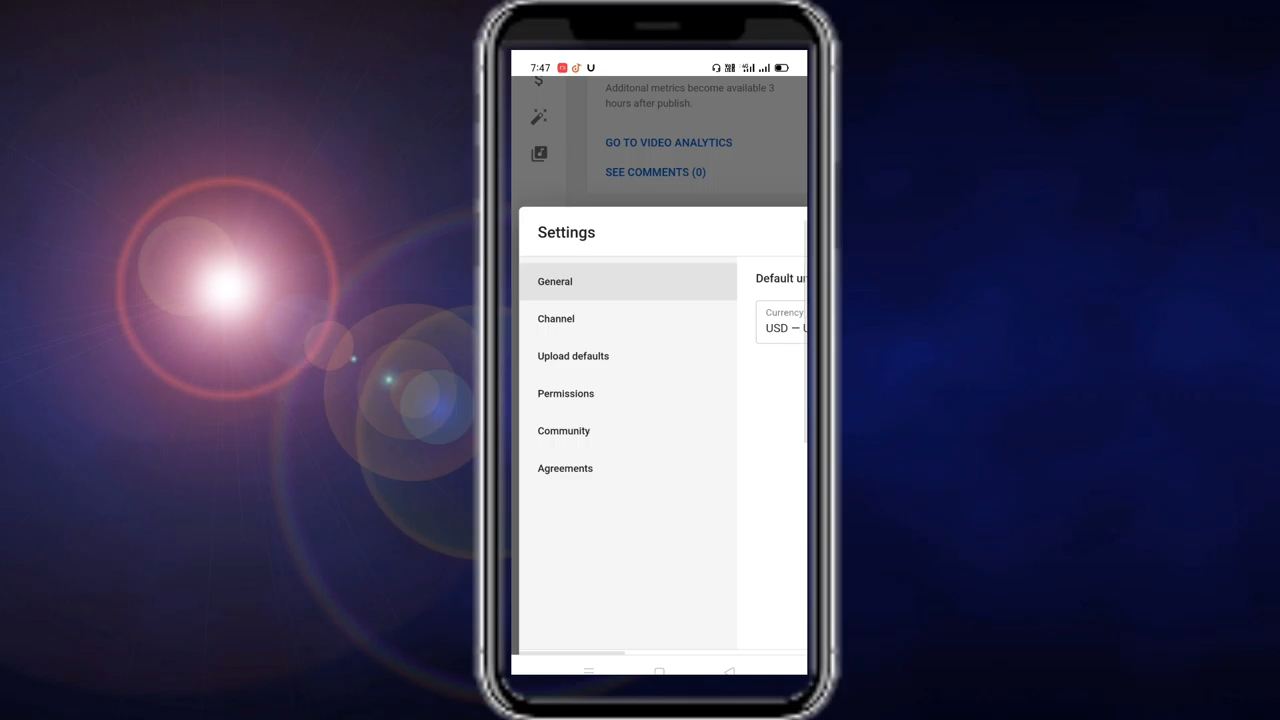 7:47
Additonal metrics become available 3
hours after publish.
GO TO VIDEO ANALYTICS
SEE COMMENTS (0)
Settings
General
Default
Currency
USD —
Channel
Upload defaults
Permissions
Community
Agreements